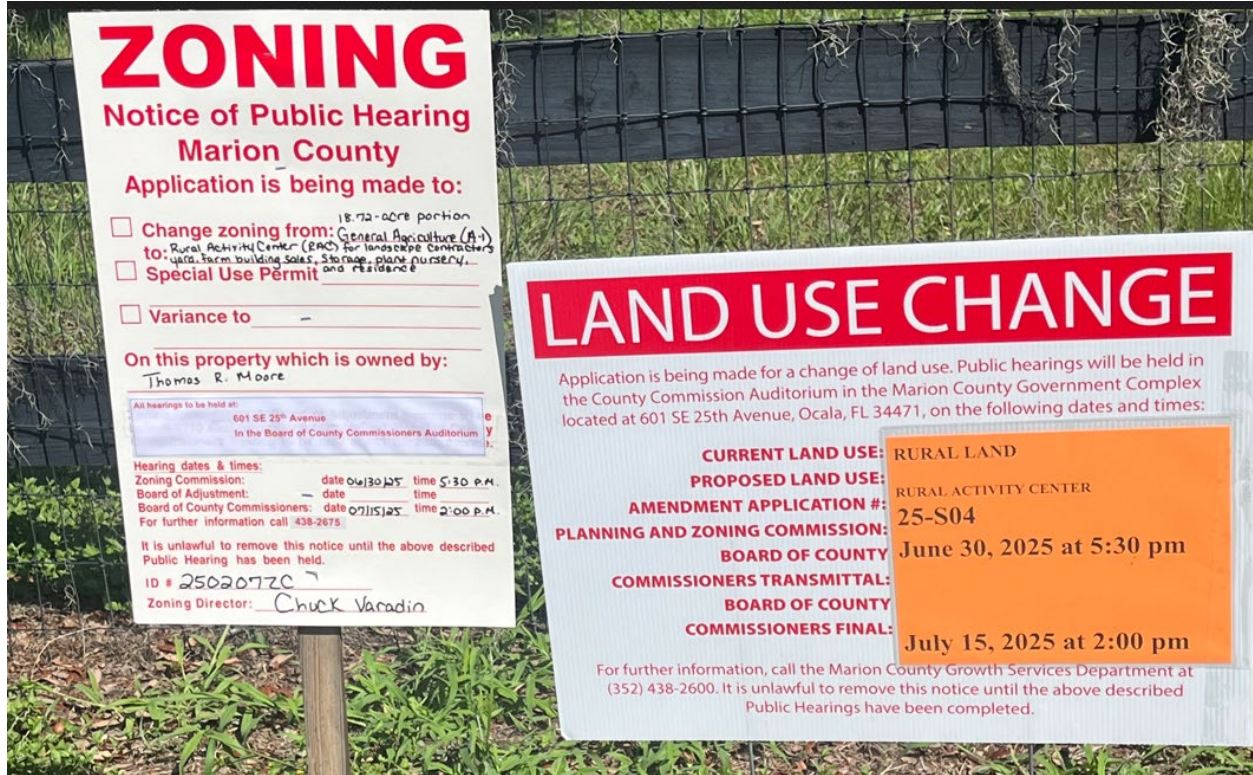 ZONING
Notice of Public Hearing
Marion County
Application is being made to:
18.72-acre portion
Change zoning from: General Agriculture (A-1)
to: Rural Activity Center (RAC) for landscape contractors
yard, farm building sales, storage, plant nursery,
Special Use Permit and residence
Variance to -
On this property which is owned by:
Thomas R. Moore
All hearings to be held at:
601 SE 25th Avenue
In the Board of County Commissioners Auditorium
Hearing dates & times:
Zoning Commission: date 06/30/25 time 5:30 P.M.
Board of Adjustment: - date time
Board of County Commissioners: date 07/15/25 time 2:00 P.M.
For further information call 438-2675
It is unlawful to remove this notice until the above described
Public Hearing has been held.
ID # 250207ZC
Zoning Director: Chuck Varadin
LAND USE CHANGE
Application is being made for a change of land use. Public hearings will be held in
the County Commission Auditorium in the Marion County Government Complex
located at 601 SE 25th Avenue, Ocala, FL 34471, on the following dates and times:
CURRENT LAND USE: RURAL LAND
PROPOSED LAND USE: RURAL ACTIVITY CENTER
AMENDMENT APPLICATION #: 25-S04
PLANNING AND ZONING COMMISSION: June 30, 2025 at 5:30 pm
BOARD OF COUNTY
COMMISSIONERS TRANSMITTAL:
BOARD OF COUNTY
COMMISSIONERS FINAL: July 15, 2025 at 2:00 pm
For further information, call the Marion County Growth Services Department at
(352) 438-2600. It is unlawful to remove this notice until the above described
Public Hearings have been completed.